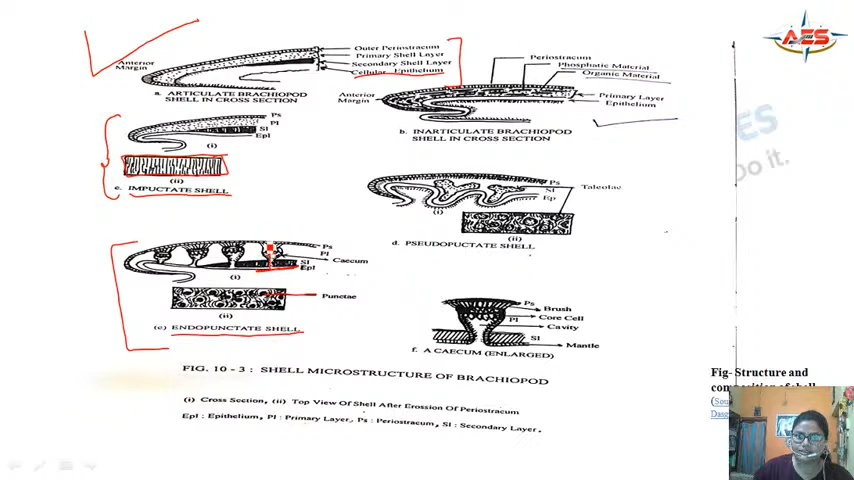 AES
Outer Periostracum
Primary Shell Layer
Secondary Shell Layer
Cellular Epithelium
Anterior
Margin
a. ARTICULATE BRACHIOPOD
SHELL IN CROSS SECTION
Periostracum
Phosphatic Material
Organic Material
Primary Layer
Epithelium
Anterior
Margin
b. INARTICULATE BRACHIOPOD
SHELL IN CROSS SECTION
Ps
Pl
Sl
Epl
(i)
(ii)
c. IMPUCTATE SHELL
Ps
Sl
Ep
Taleolae
(i)
(ii)
d. PSEUDOPUCTATE SHELL
Ps
Pl
Caecum
Sl
Epl
(i)
Punctae
(ii)
(e) ENDOPUNCTATE SHELL
Ps
Brush
Core Cell
Pl
Cavity
Sl
Mantle
f. A CAECUM (ENLARGED)
FIG. 10 - 3 : SHELL MICROSTRUCTURE OF BRACHIOPOD
(i) Cross Section, (ii) Top View Of Shell After Erossion Of Periostracum
Epl : Epithelium, Pl : Primary Layer, Ps : Periostracum, Sl : Secondary Layer.
ES
Do it.
Fig- Structure and